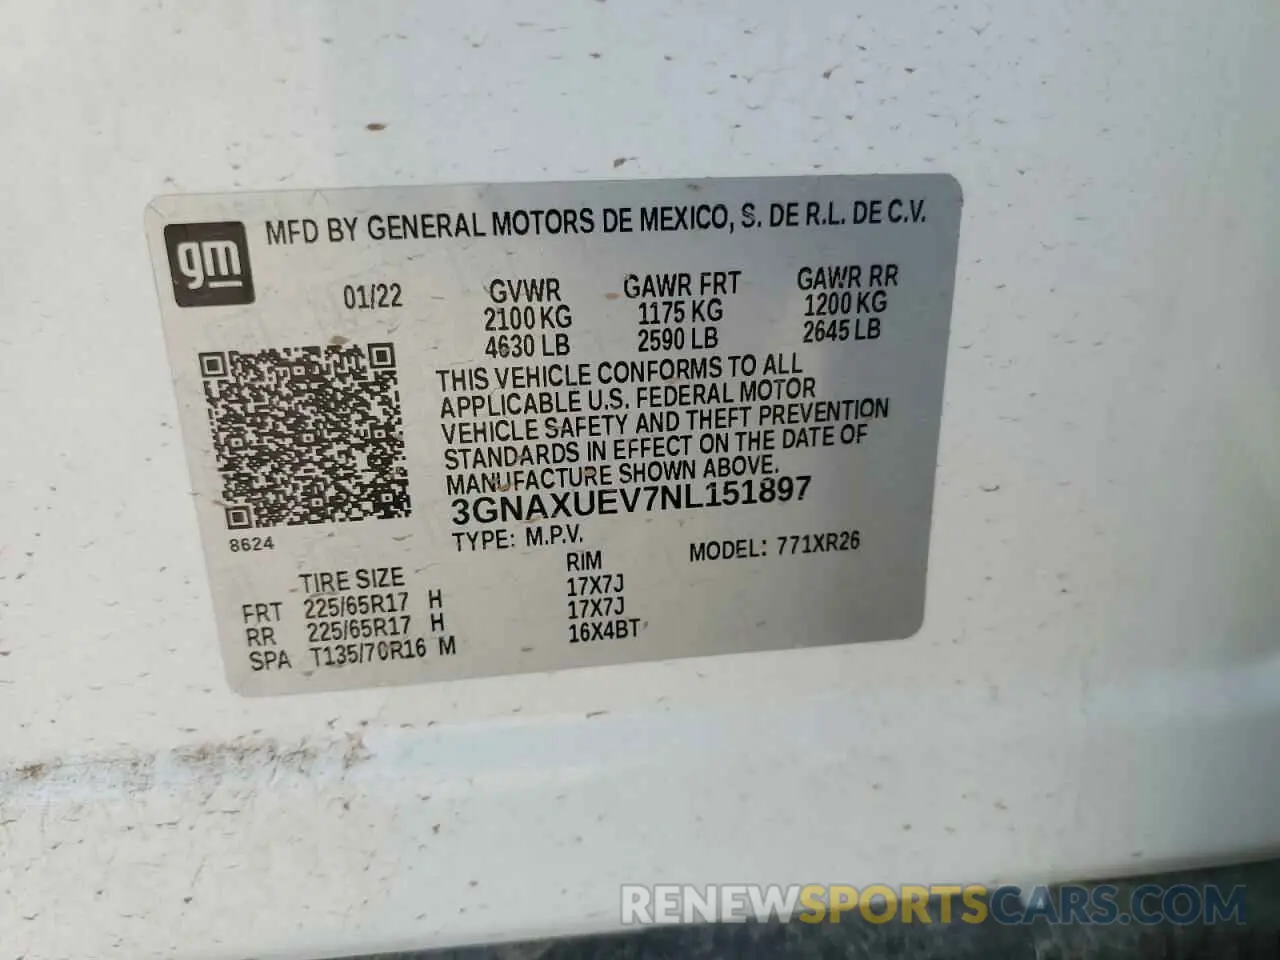 gm
MFD BY GENERAL MOTORS DE MEXICO, S. DE R.L. DE C.V.
01/22 GVWR GAWR FRT GAWR RR
2100 KG 1175 KG 1200 KG
4630 LB 2590 LB 2645 LB
THIS VEHICLE CONFORMS TO ALL
APPLICABLE U.S. FEDERAL MOTOR
VEHICLE SAFETY AND THEFT PREVENTION
STANDARDS IN EFFECT ON THE DATE OF
MANUFACTURE SHOWN ABOVE.
3GNAXUEV7NL151897
8624
TYPE: M.P.V. MODEL: 771XR26
TIRE SIZE RIM
FRT 225/65R17 H 17X7J
RR 225/65R17 H 17X7J
SPA T135/70R16 M 16X4BT
RENEWSPORTSCARS.COM